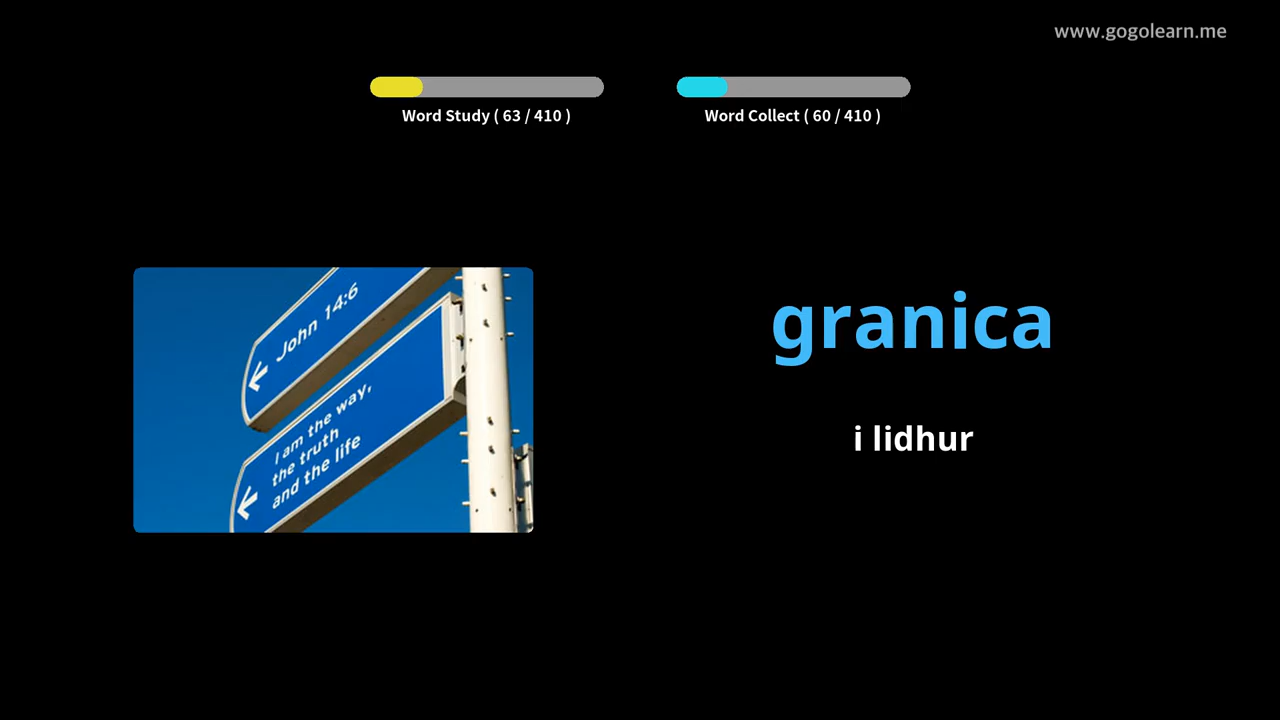 www.gogolearn.me
Word Study ( 63 / 410 )
Word Collect ( 60 / 410 )
John 14:6
I am the way,
the truth
and the life
granica
i lidhur